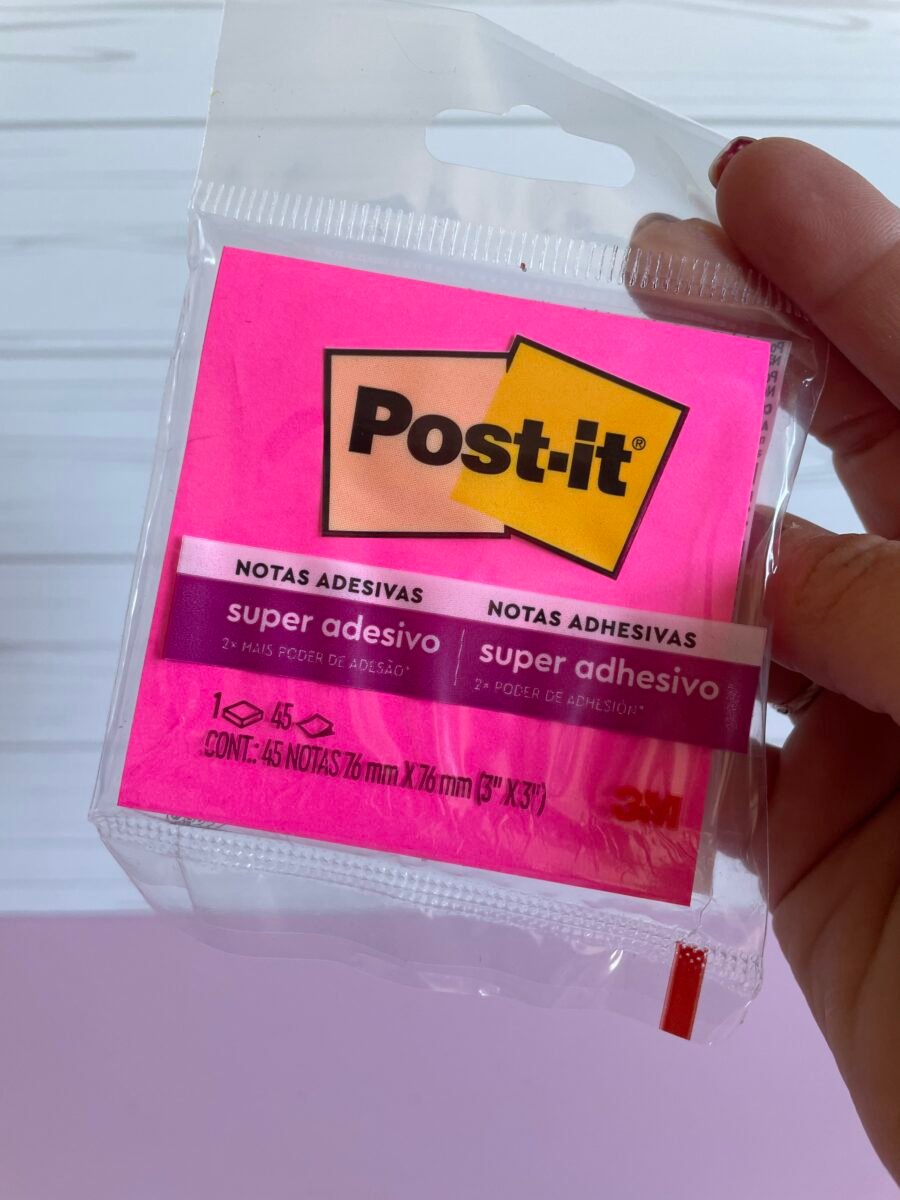 Post-it®
NOTAS ADESIVAS
super adesivo
2x MAIS PODER DE ADESÃO*
NOTAS ADHESIVAS
super adhesivo
2x PODER DE ADHESIÓN*
1 45
CONT.: 45 NOTAS 76 mm X 76 mm (3" X 3")
3M